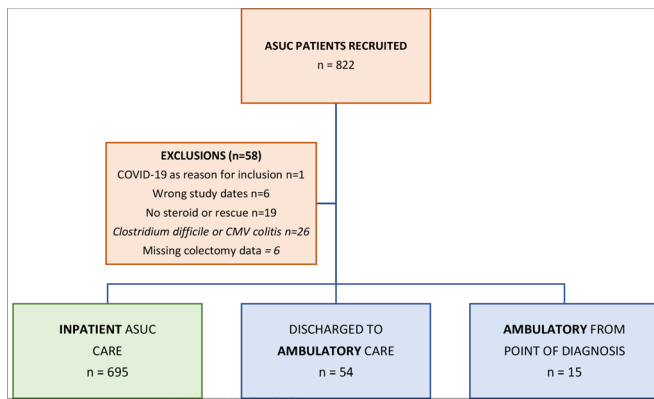 ASUC PATIENTS RECRUITED
n = 822
EXCLUSIONS (n=58)
COVID-19 as reason for inclusion n=1
Wrong study dates n=6
No steroid or rescue n=19
Clostridium difficile or CMV colitis n=26
Missing colectomy data = 6
INPATIENT ASUC
CARE
n = 695
DISCHARGED TO
AMBULATORY CARE
n = 54
AMBULATORY FROM
POINT OF DIAGNOSIS
n = 15